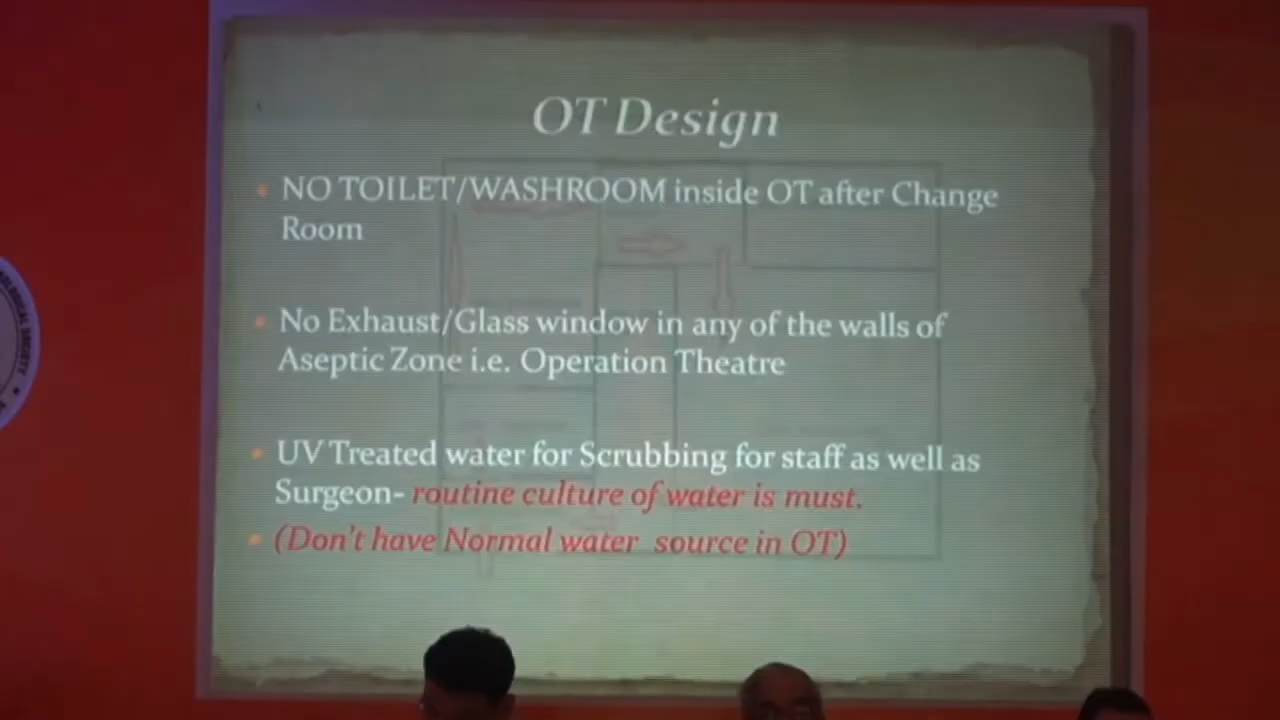 OT Design
NO TOILET/WASHROOM inside OT after Change
Room
No Exhaust/Glass window in any of the walls of
Aseptic Zone i.e. Operation Theatre
UV Treated water for Scrubbing for staff as well as
Surgeon- routine culture of water is must.
(Don't have Normal water source in OT)
SOCIETY